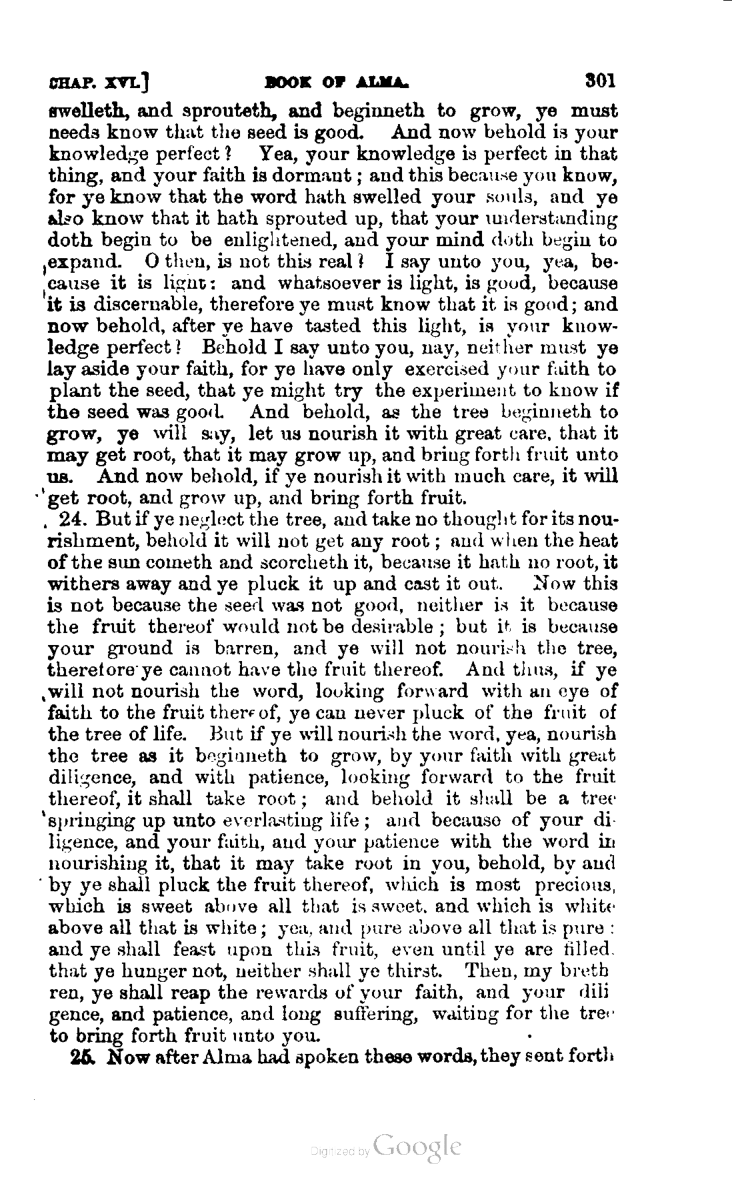 CHAP. XVI.] BOOK OF ALMA. 301
swelleth, and sprouteth, and beginneth to grow, ye must
needs know that the seed is good. And now behold is your
knowledge perfect? Yea, your knowledge is perfect in that
thing, and your faith is dormant; and this because you know,
for ye know that the word hath swelled your souls, and ye
also know that it hath sprouted up, that your understanding
doth begin to be enlightened, and your mind doth begin to
expand. O then, is not this real? I say unto you, yea, be-
cause it is light: and whatsoever is light, is good, because
it is discernable, therefore ye must know that it is good; and
now behold, after ye have tasted this light, is your know-
ledge perfect? Behold I say unto you, nay, neither must ye
lay aside your faith, for ye have only exercised your faith to
plant the seed, that ye might try the experiment to know if
the seed was good. And behold, as the tree beginneth to
grow, ye will say, let us nourish it with great care, that it
may get root, that it may grow up, and bring forth fruit unto
us. And now behold, if ye nourish it with much care, it will
get root, and grow up, and bring forth fruit.
24. But if ye neglect the tree, and take no thought for its nou-
rishment, behold it will not get any root; and when the heat
of the sun cometh and scorcheth it, because it hath no root, it
withers away and ye pluck it up and cast it out. Now this
is not because the seed was not good, neither is it because
the fruit thereof would not be desirable; but it is because
your ground is barren, and ye will not nourish the tree,
therefore ye cannot have the fruit thereof. And thus, if ye
will not nourish the word, looking forward with an eye of
faith to the fruit thereof, ye can never pluck of the fruit of
the tree of life. But if ye will nourish the word, yea, nourish
the tree as it beginneth to grow, by your faith with great
diligence, and with patience, looking forward to the fruit
thereof, it shall take root; and behold it shall be a tree
springing up unto everlasting life; and because of your di-
ligence, and your faith, and your patience with the word in
nourishing it, that it may take root in you, behold, by and
by ye shall pluck the fruit thereof, which is most precious,
which is sweet above all that is sweet, and which is white
above all that is white; yea, and pure above all that is pure:
and ye shall feast upon this fruit, even until ye are filled,
that ye hunger not, neither shall ye thirst. Then, my breth
ren, ye shall reap the rewards of your faith, and your dili
gence, and patience, and long suffering, waiting for the tree
to bring forth fruit unto you.
25. Now after Alma had spoken these words, they sent forth
Digitized by Google